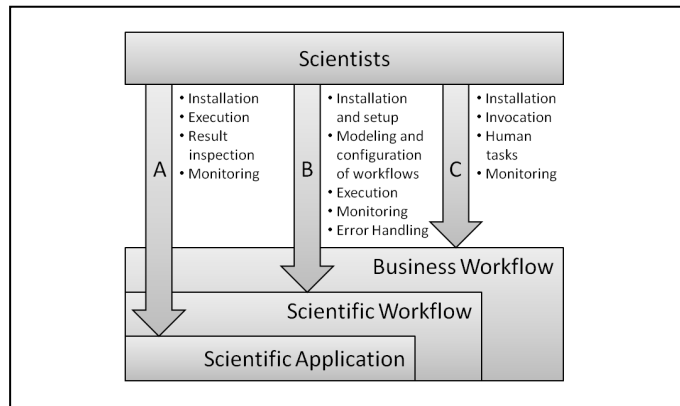 Scientists
A
• Installation
• Execution
• Result
inspection
• Monitoring
B
• Installation
and setup
• Modeling and
configuration
of workflows
• Execution
• Monitoring
• Error Handling
C
• Installation
• Invocation
• Human
tasks
• Monitoring
Business Workflow
Scientific Workflow
Scientific Application